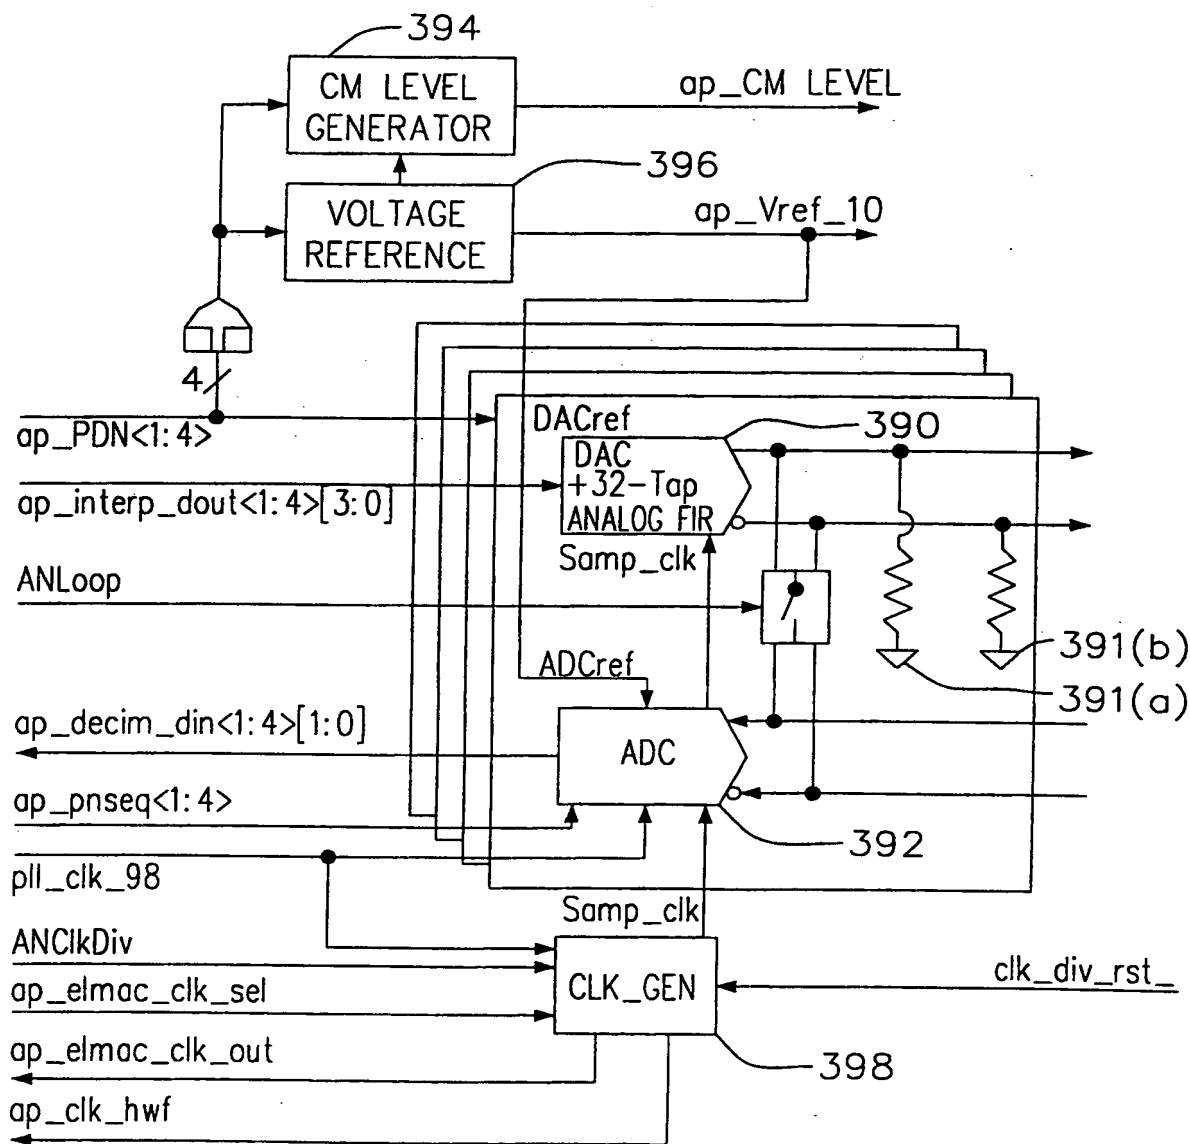 394
CM LEVEL
GENERATOR
ap_CM LEVEL
396
VOLTAGE
REFERENCE
ap_Vref_10
4
ap_PDN<1:4>
DACref
390
DAC
+32-Tap
ANALOG FIR
ap_interp_dout<1:4>[3:0]
Samp_clk
ANLoop
391(b)
ADCref
391(a)
ap_decim_din<1:4>[1:0]
ADC
ap_pnseq<1:4>
392
pll_clk_98
Samp_clk
ANClkDiv
clk_div_rst_
ap_elmac_clk_sel
CLK_GEN
ap_elmac_clk_out
398
ap_clk_hwf